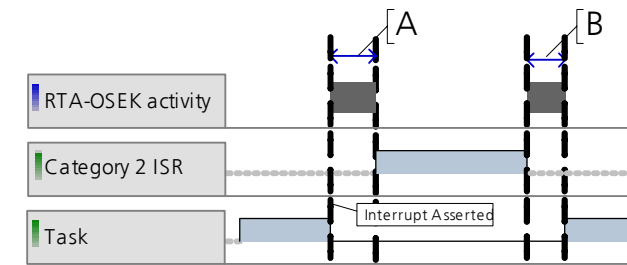 A
B
RTA-OSEK activity
Category 2 ISR
Interrupt Asserted
Task